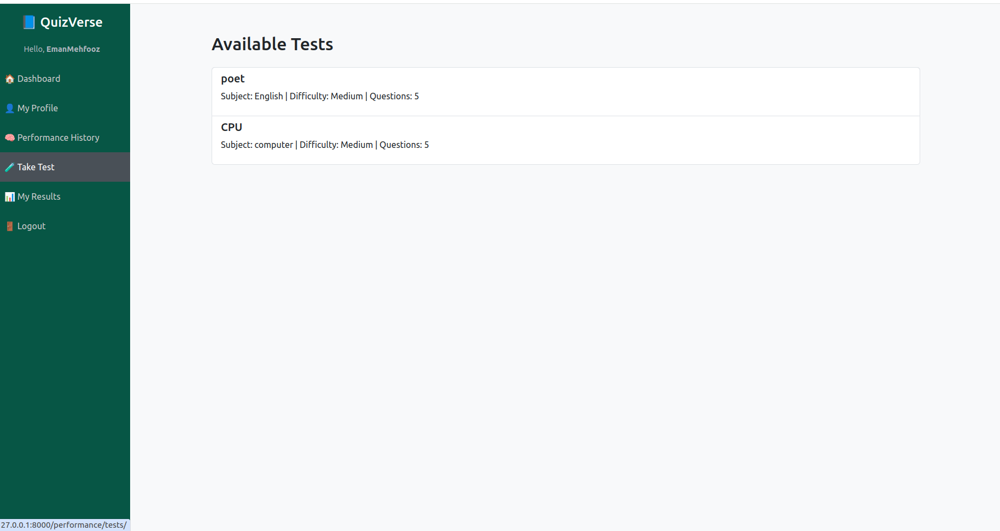 QuizVerse
Hello, EmanMehfooz
Dashboard
My Profile
Performance History
Take Test
My Results
Logout
Available Tests
poet
Subject: English | Difficulty: Medium | Questions: 5
CPU
Subject: computer | Difficulty: Medium | Questions: 5
27.0.0.1:8000/performance/tests/